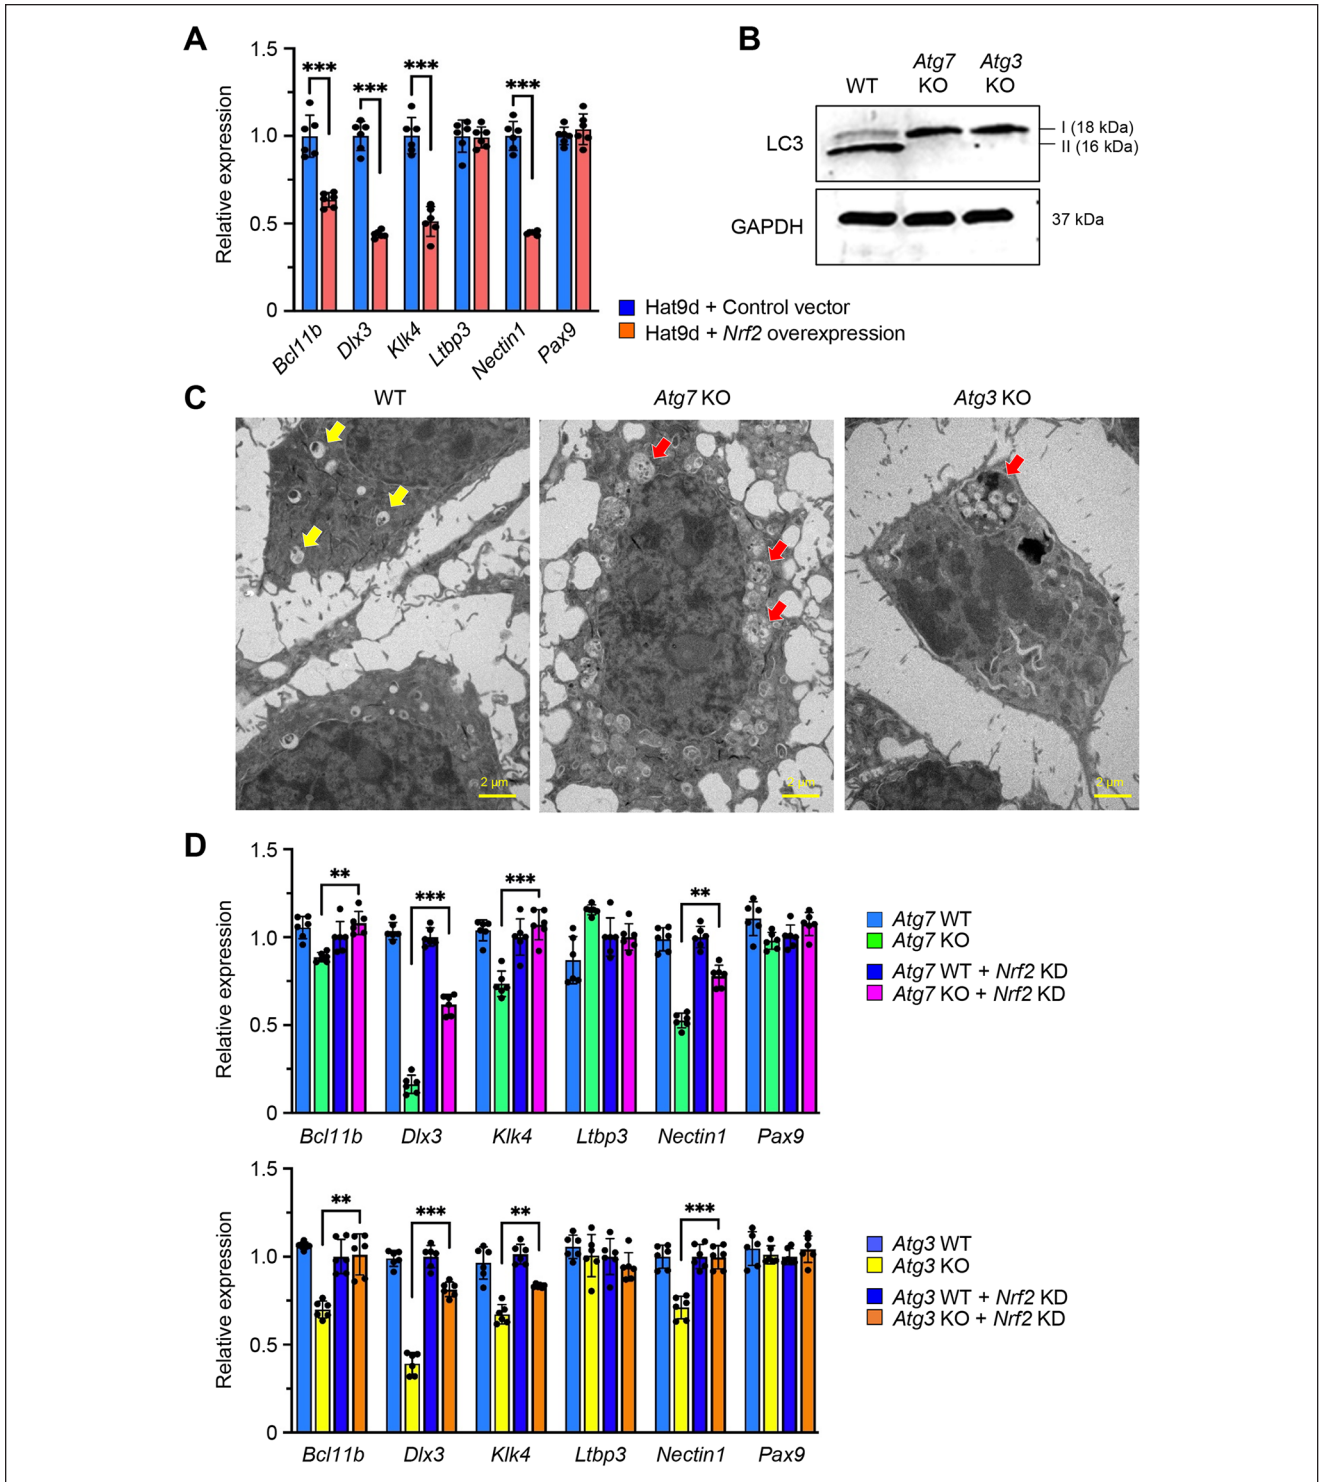 A
1.5
1.0
0.5
0
Relative expression
***
***
***
***
Bcl11b
Dlx3
Klk4
Ltbp3
Nectin1
Pax9
Hat9d + Control vector
Hat9d + Nrf2 overexpression
B
WT
Atg7
KO
Atg3
KO
LC3
I (18 kDa)
II (16 kDa)
GAPDH
37 kDa
C
WT
Atg7 KO
Atg3 KO
2 µm
2 µm
2 µm
D
1.5
1.0
0.5
0
Relative expression
**
***
***
**
Bcl11b
Dlx3
Klk4
Ltbp3
Nectin1
Pax9
Atg7 WT
Atg7 KO
Atg7 WT + Nrf2 KD
Atg7 KO + Nrf2 KD
1.5
1.0
0.5
0
Relative expression
**
***
**
***
Bcl11b
Dlx3
Klk4
Ltbp3
Nectin1
Pax9
Atg3 WT
Atg3 KO
Atg3 WT + Nrf2 KD
Atg3 KO + Nrf2 KD